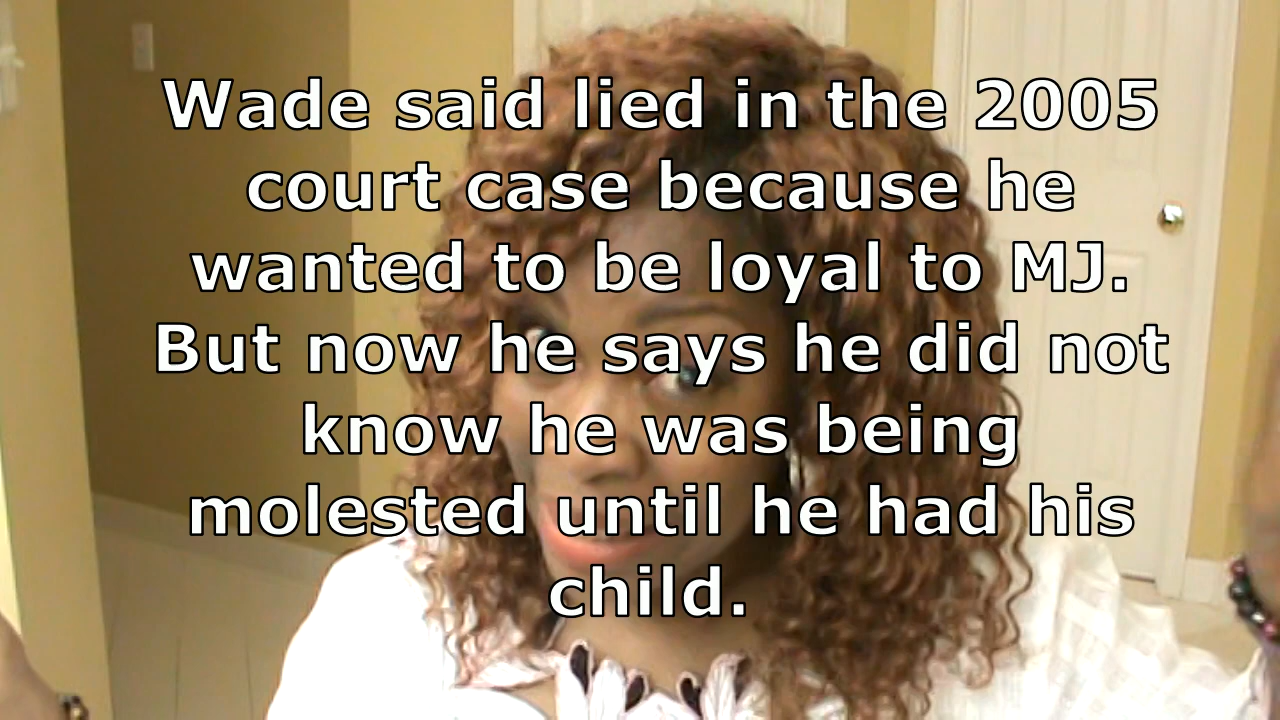 Wade said lied in the 2005
court case because he
wanted to be loyal to MJ.
But now he says he did not
know he was being
molested until he had his
child.